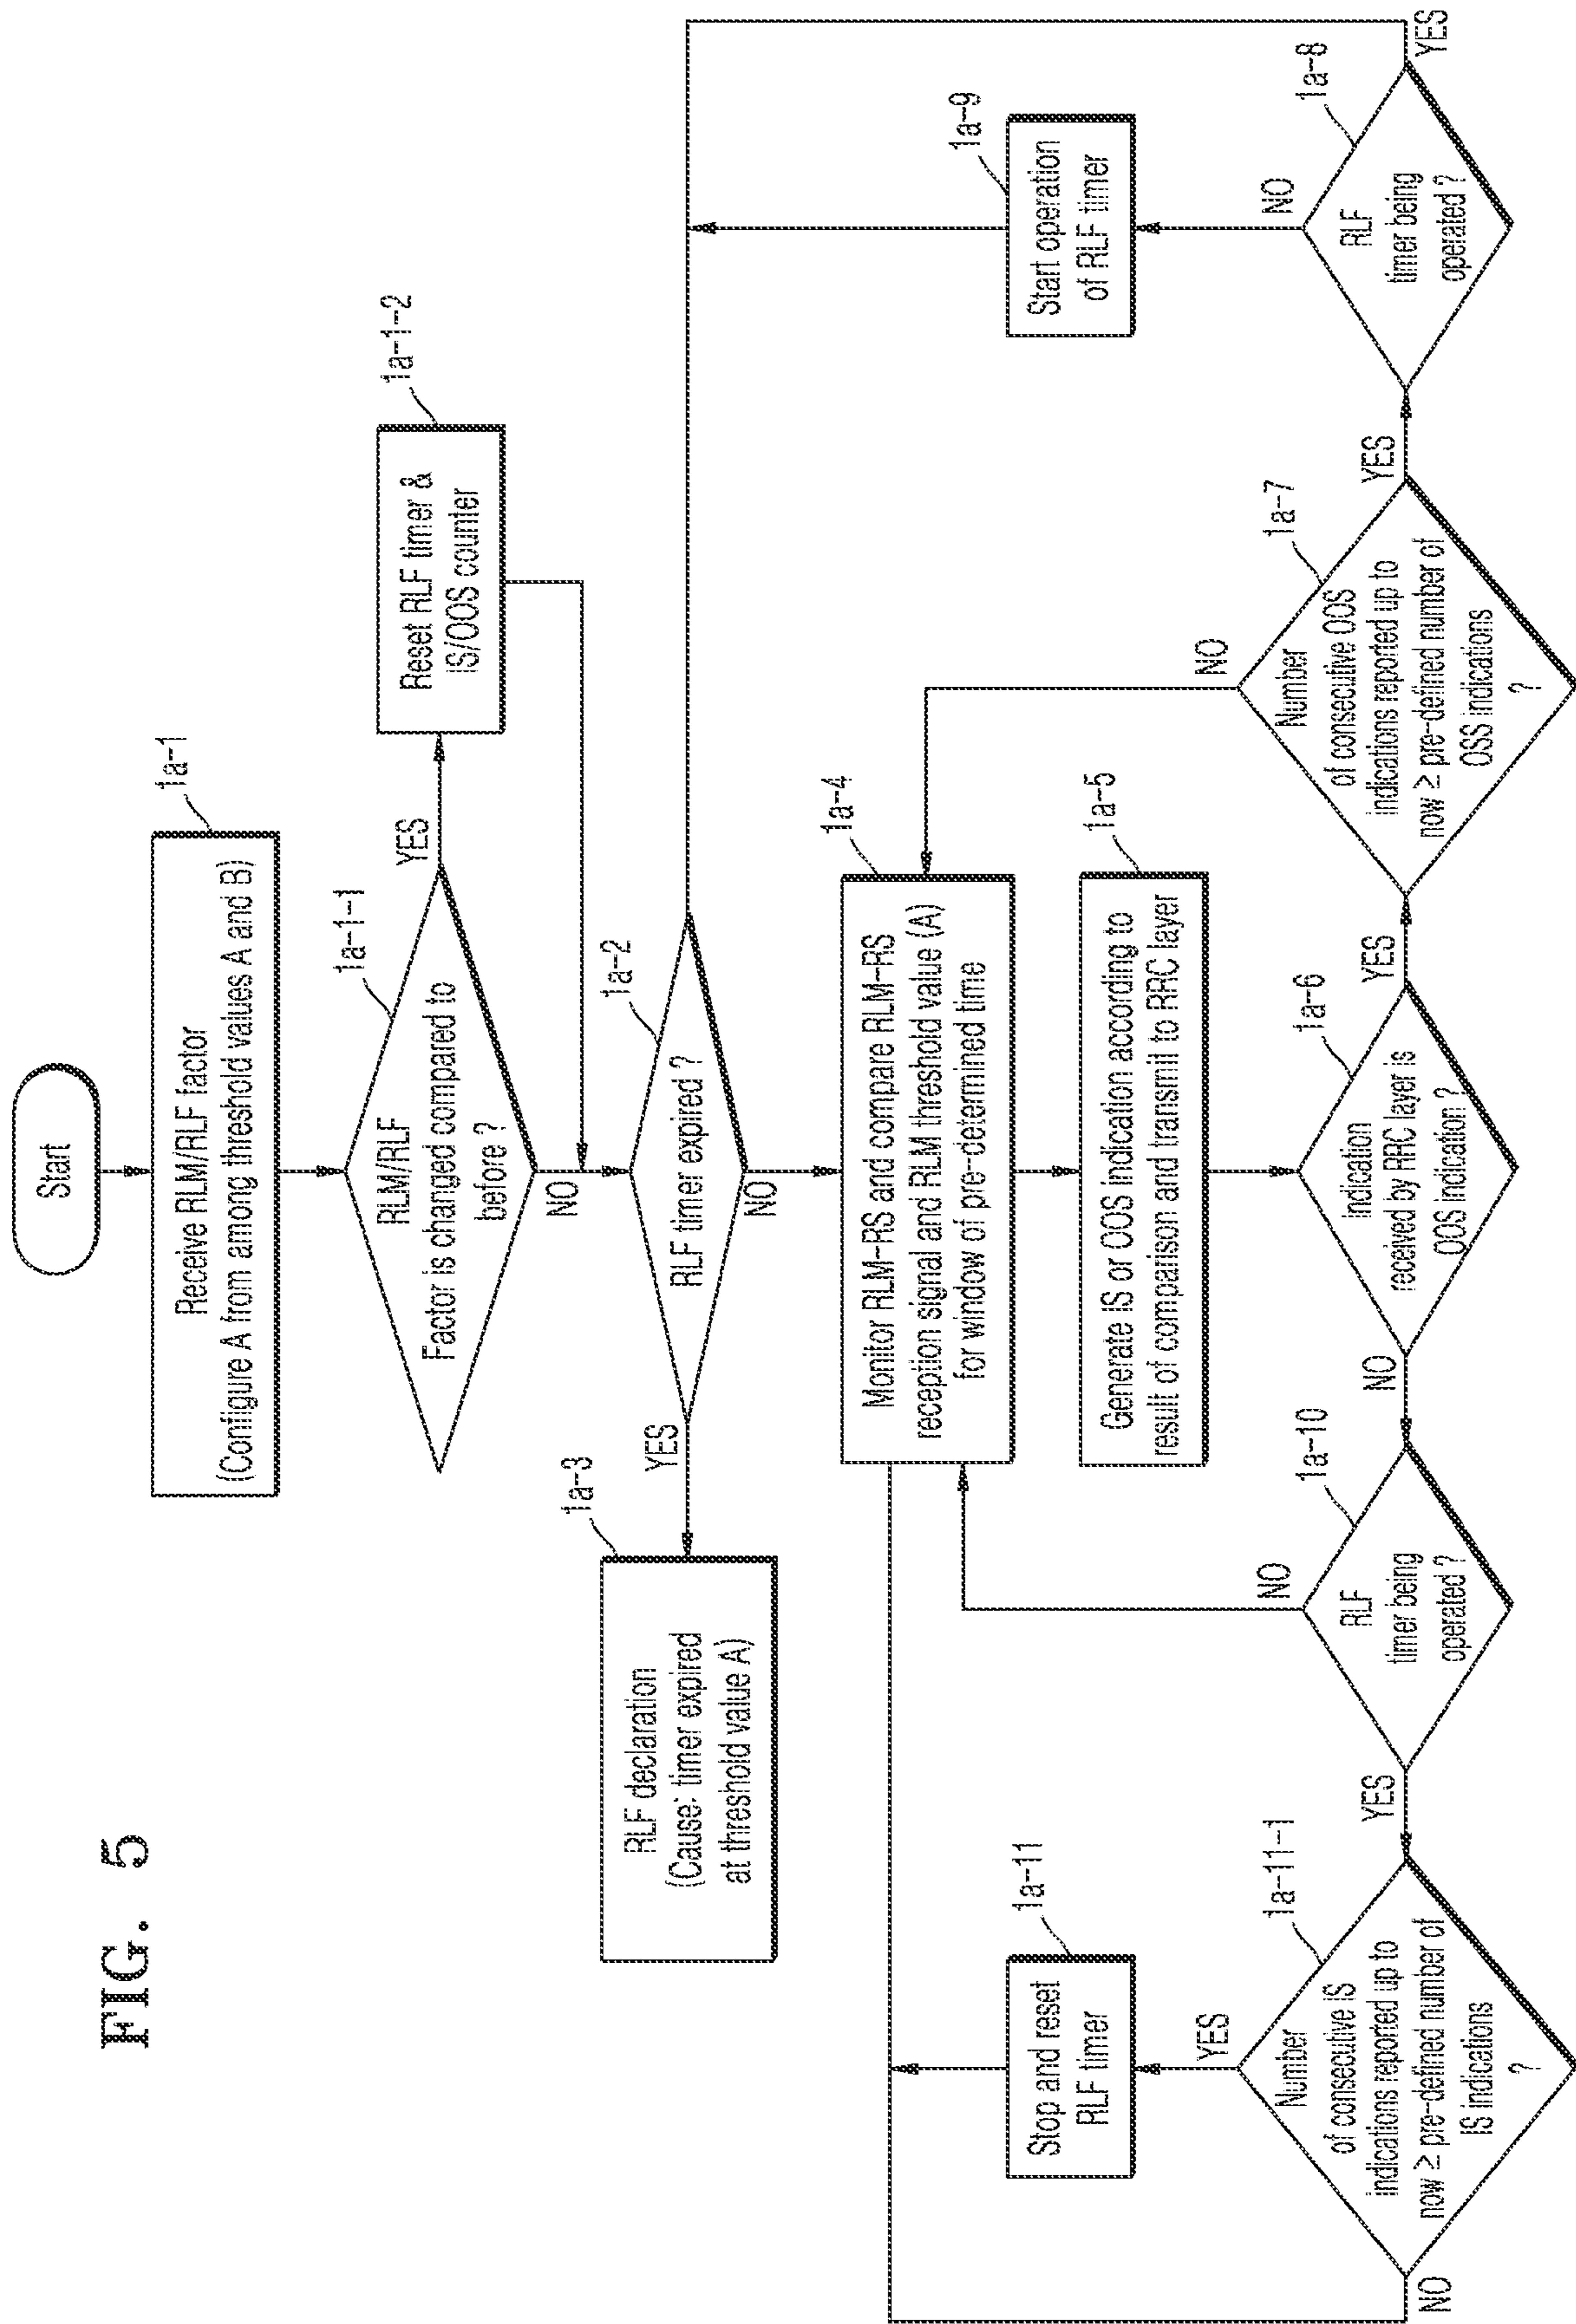 FIG. 5
Start
1a-1
Receive RLM/RLF factor
(Configure A from among threshold values A and B)
1a-1-1
RLM/RLF
Factor is changed compared to
before ?
YES
NO
1a-1-2
Reset RLF timer &
IS/OOS counter
1a-2
RLF timer expired ?
YES
NO
1a-3
RLF declaration
(Cause: timer expired
at threshold value A)
1a-4
Monitor RLM-RS and compare RLM-RS
reception signal and RLM threshold value (A)
for window of pre-determined time
1a-5
Generate IS or OOS indication according to
result of comparison and transmit to RRC layer
1a-6
indication
received by RRC layer is
OOS indication ?
YES
NO
1a-7
Number
of consecutive OOS
indications reported up to
now ≥ pre-defined number of
OSS indications
?
NO
YES
1a-8
RLF
timer being
operated ?
NO
YES
1a-9
Start operation
of RLF timer
1a-10
RLF
timer being
operated ?
NO
YES
1a-11
Stop and reset
RLF timer
1a-11-1
Number
of consecutive IS
indications reported up to
now ≥ pre-defined number of
IS indications
?
YES
NO